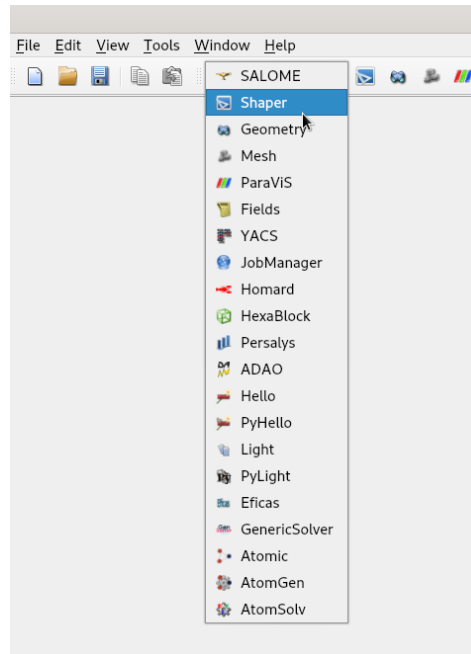 File Edit View Tools Window Help
SALOME
Shaper
Geometry
Mesh
ParaViS
Fields
YACS
JobManager
Homard
HexaBlock
Persalys
ADAO
Hello
PyHello
Light
PyLight
Eficas
GenericSolver
Atomic
AtomGen
AtomSolv